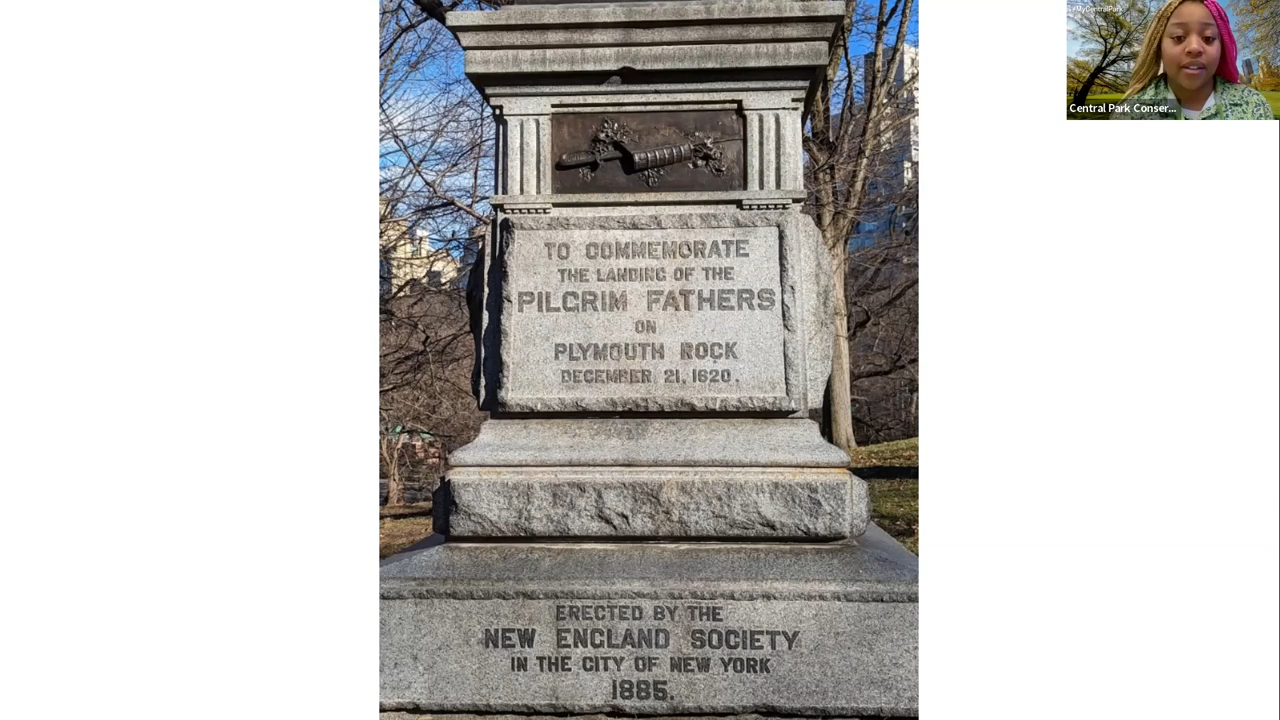 TO COMMEMORATE
THE LANDING OF THE
PILGRIM FATHERS
ON
PLYMOUTH ROCK
DECEMBER 21, 1620.
ERECTED BY THE
NEW ENGLAND SOCIETY
IN THE CITY OF NEW YORK
1885.
#MyCentralPark
Central Park Conser...